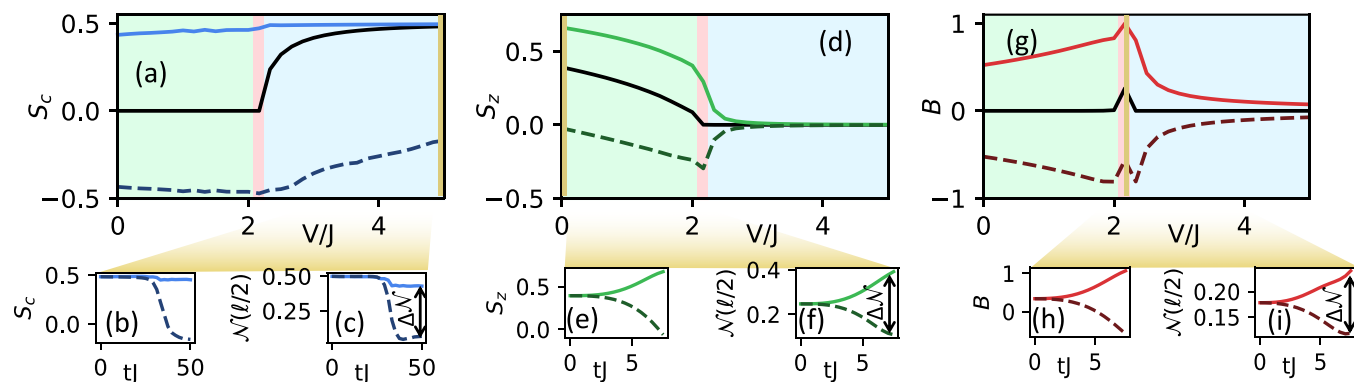 0.5
0.0
−0.5
S_c
(a)
0
2
4
V/J
0.5
0.0
−0.5
S_z
(d)
0
2
4
V/J
1
0
−1
B
(g)
0
2
4
V/J
0.5
0.0
S_c
(b)
0
50
tJ
0.50
0.25
𝒩(ℓ/2)
(c)
Δ𝒩
0
50
tJ
0.5
0.0
S_z
(e)
0
5
tJ
0.4
0.2
𝒩(ℓ/2)
(f)
Δ𝒩
0
5
tJ
1
0
B
(h)
0
5
tJ
0.20
0.15
𝒩(ℓ/2)
(i)
Δ𝒩
0
5
tJ